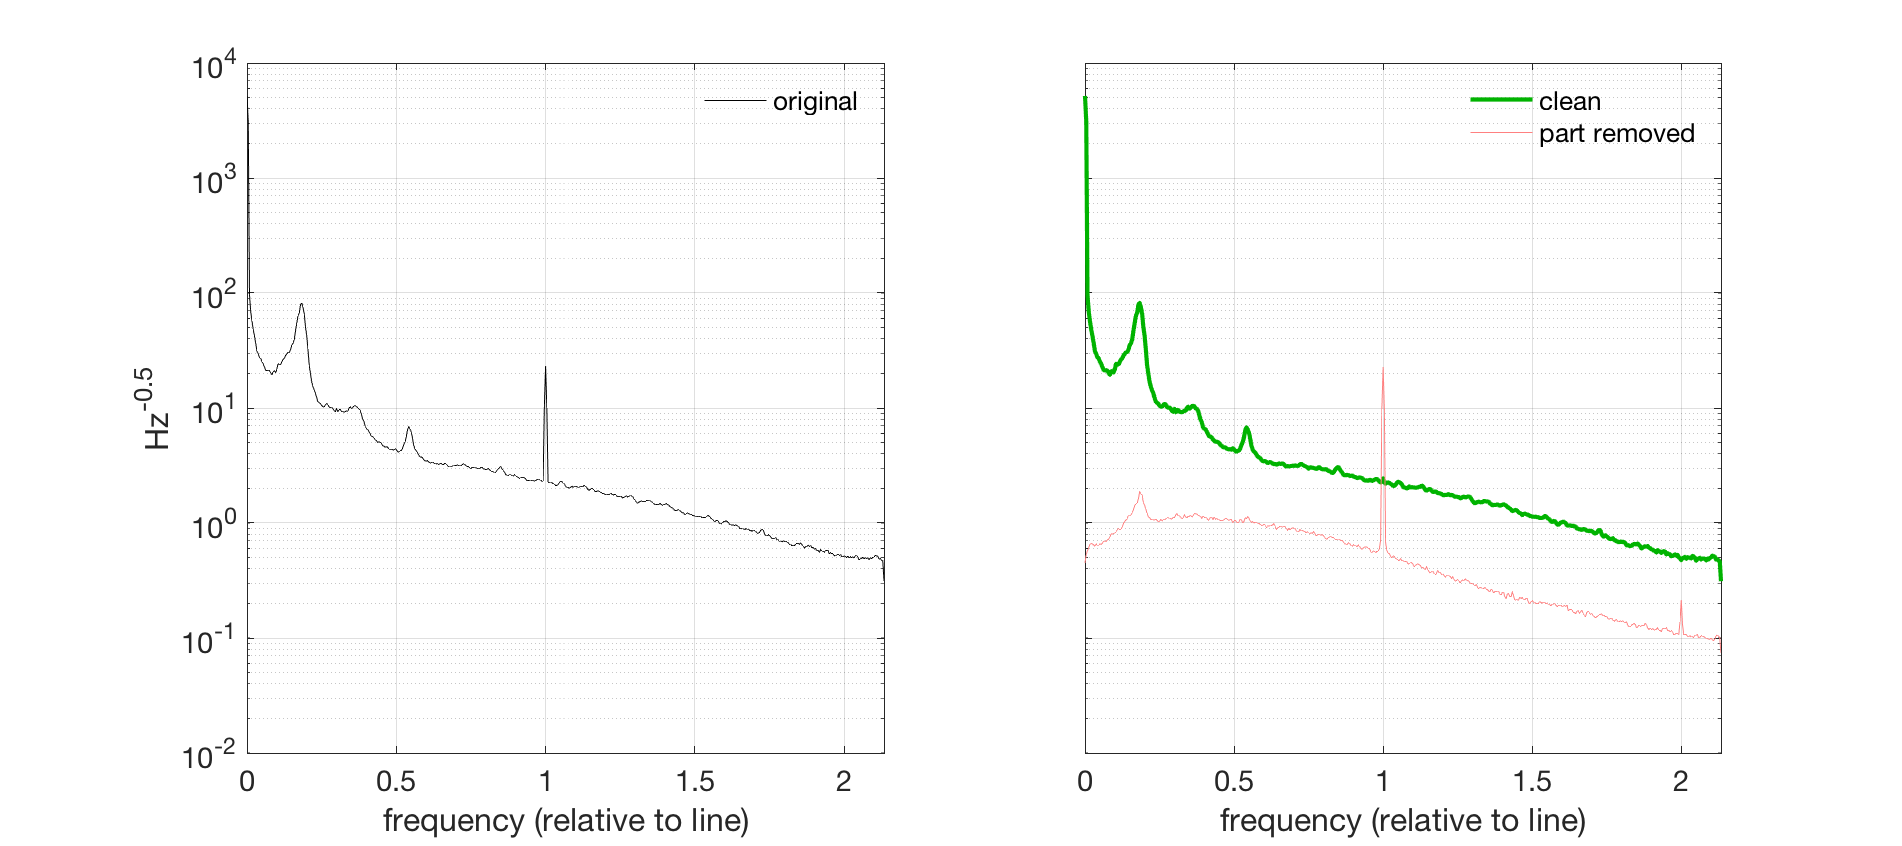 original
10^4
10^3
10^2
10^1
10^0
10^-1
10^-2
Hz^-0.5
0 0.5 1 1.5 2
frequency (relative to line)
clean
part removed
0 0.5 1 1.5 2
frequency (relative to line)